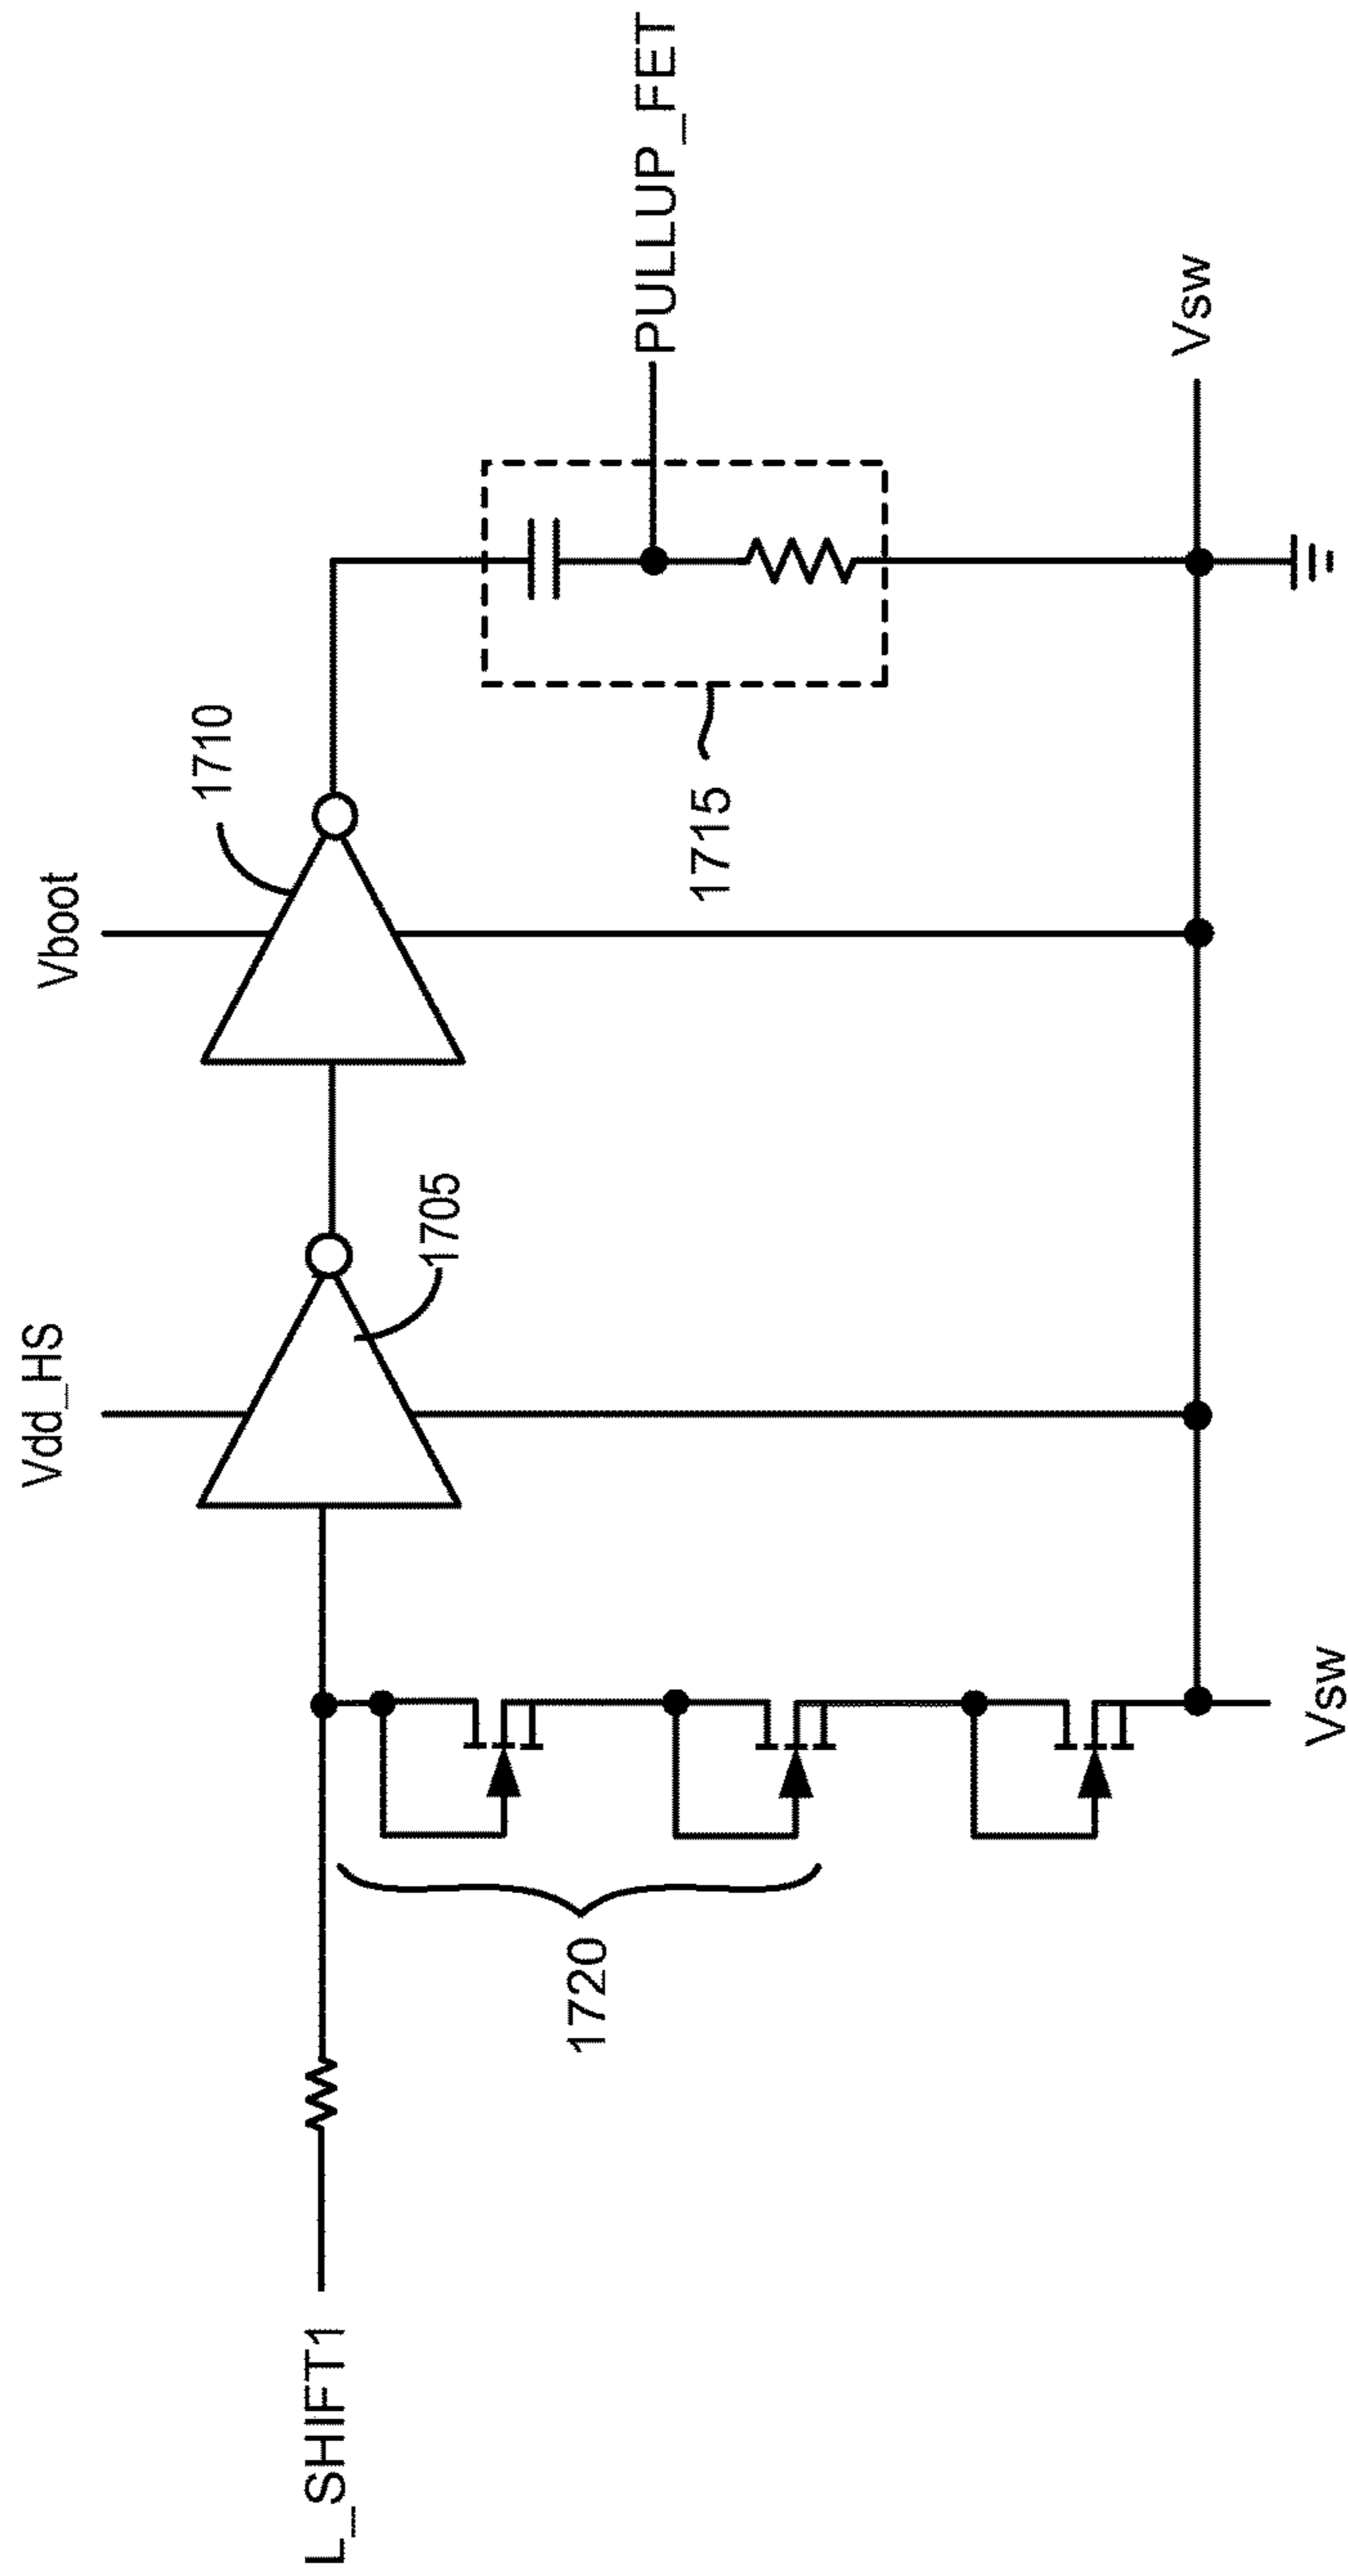 L_SHIFT1
Vdd_HS
Vboot
1705
1710
1715
1720
PULLUP_FET
Vsw
Vsw